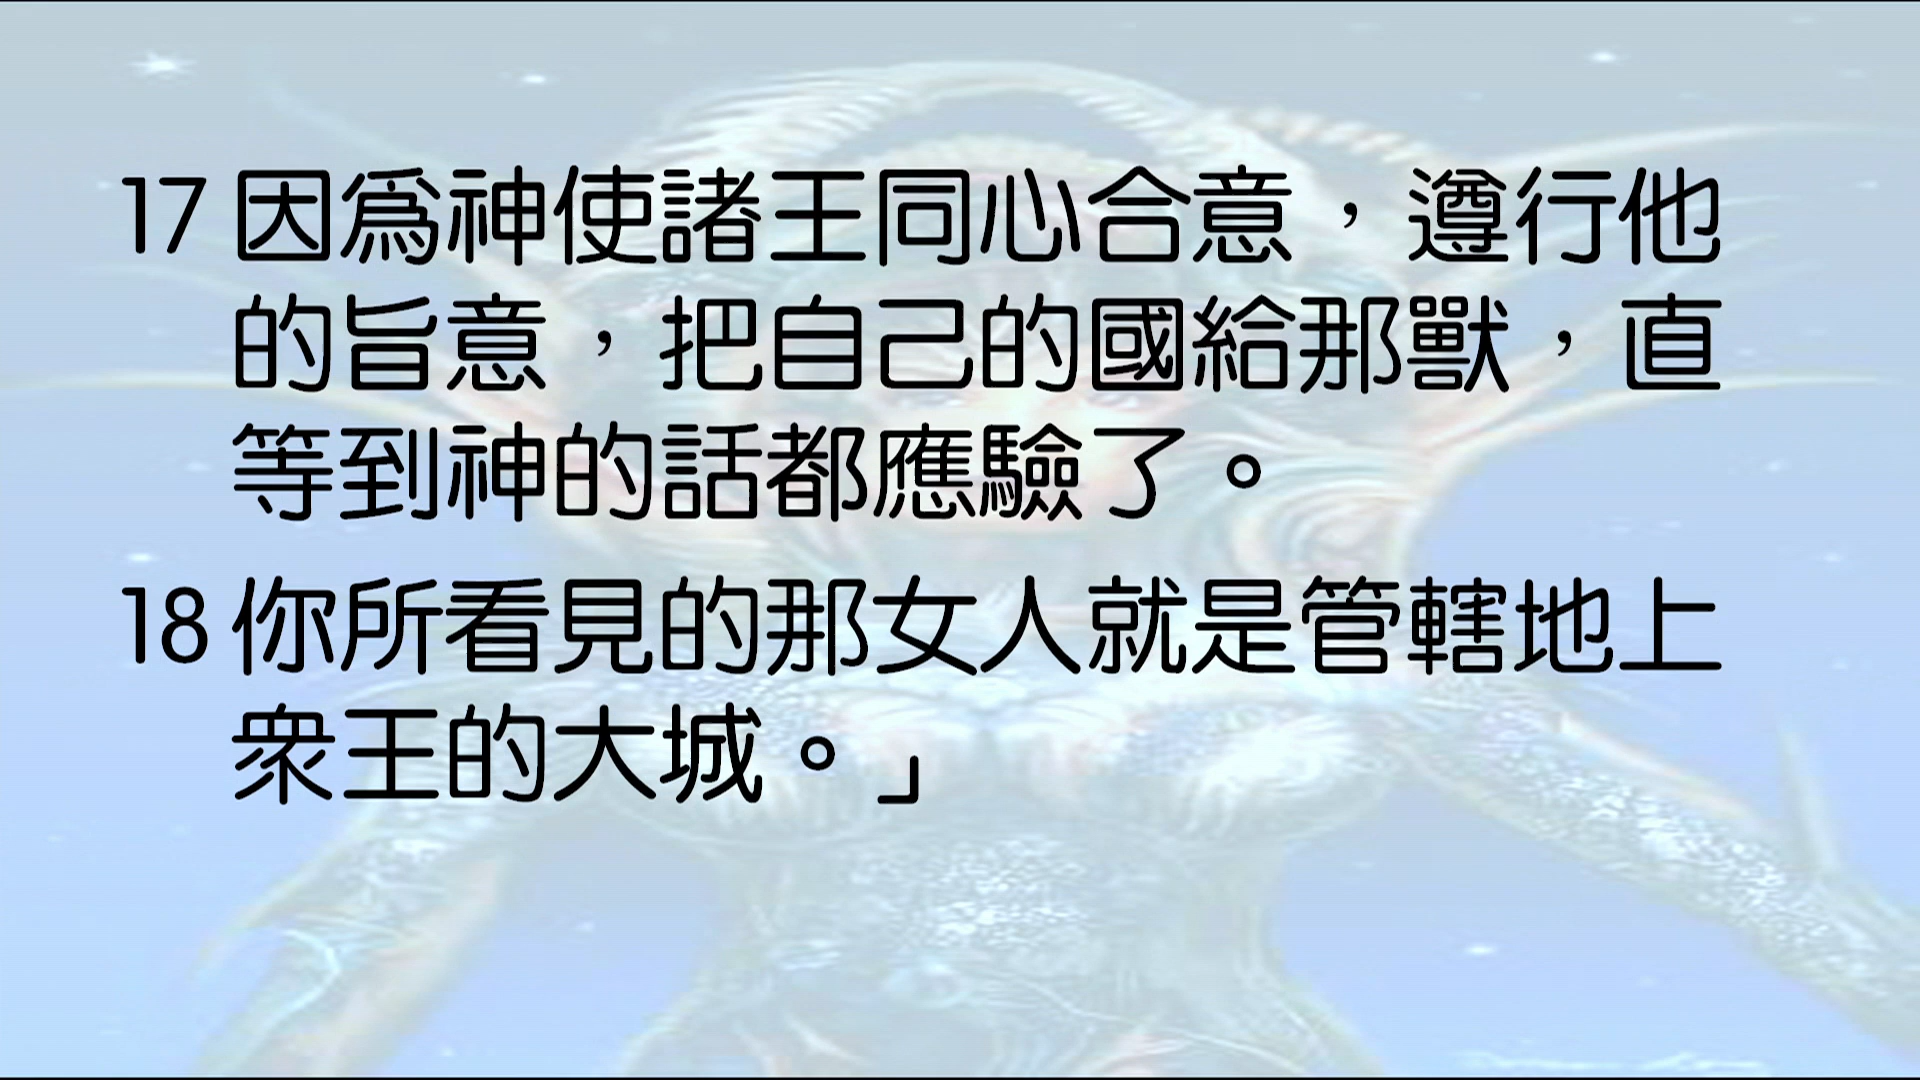 17 因爲神使諸王同心合意，遵行他
的旨意，把自己的國給那獸，直
等到神的話都應驗了。
18 你所看見的那女人就是管轄地上
衆王的大城。」